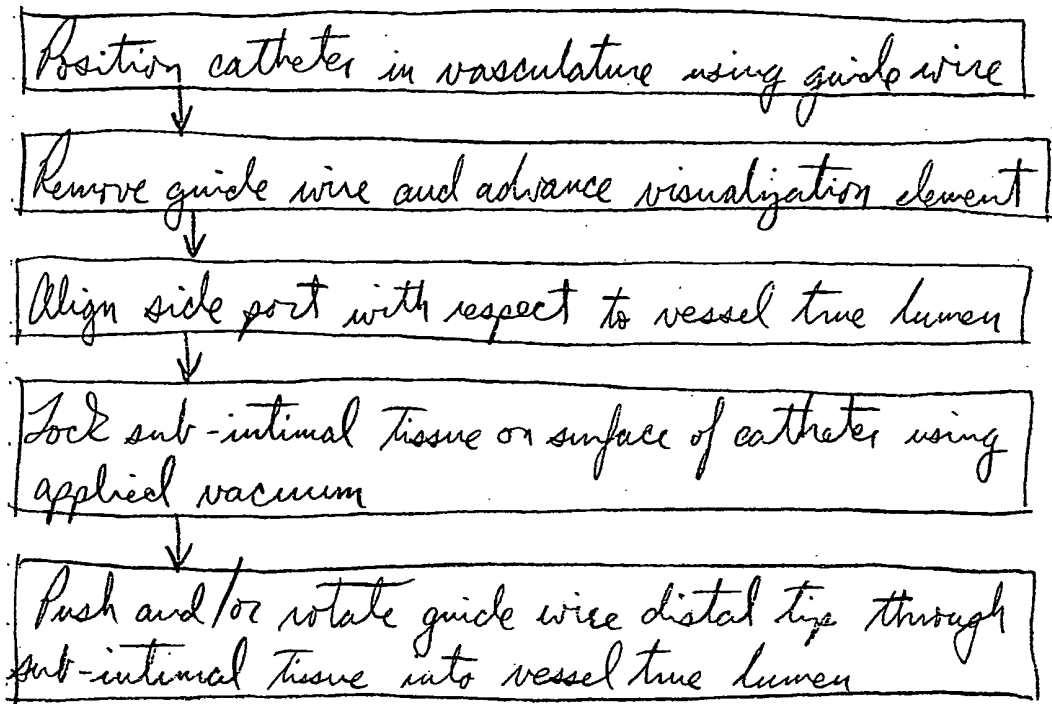 Position catheter in vasculature using guide wire
Remove guide wire and advance visualization element
Align side port with respect to vessel true lumen
Lock sub-intimal tissue on surface of catheter using
applied vacuum
Push and/or rotate guide wire distal tip through
sub-intimal tissue into vessel true lumen